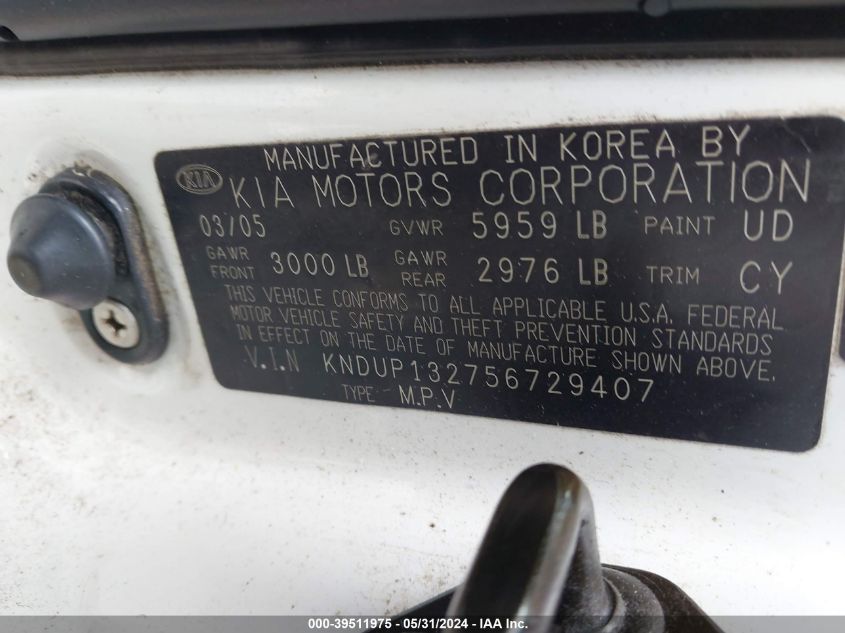 MANUFACTURED IN KOREA BY
KIA KIA MOTORS CORPORATION
03/05 GVWR 5959 LB PAINT UD
GAWR FRONT 3000 LB GAWR REAR 2976 LB TRIM CY
THIS VEHICLE CONFORMS TO ALL APPLICABLE U.S.A. FEDERAL
MOTOR VEHICLE SAFETY AND THEFT PREVENTION STANDARDS
IN EFFECT ON THE DATE OF MANUFACTURE SHOWN ABOVE.
V.I.N KNDUP132756729407
TYPE: M.P.V
000-39511975 - 05/31/2024 - IAA Inc.